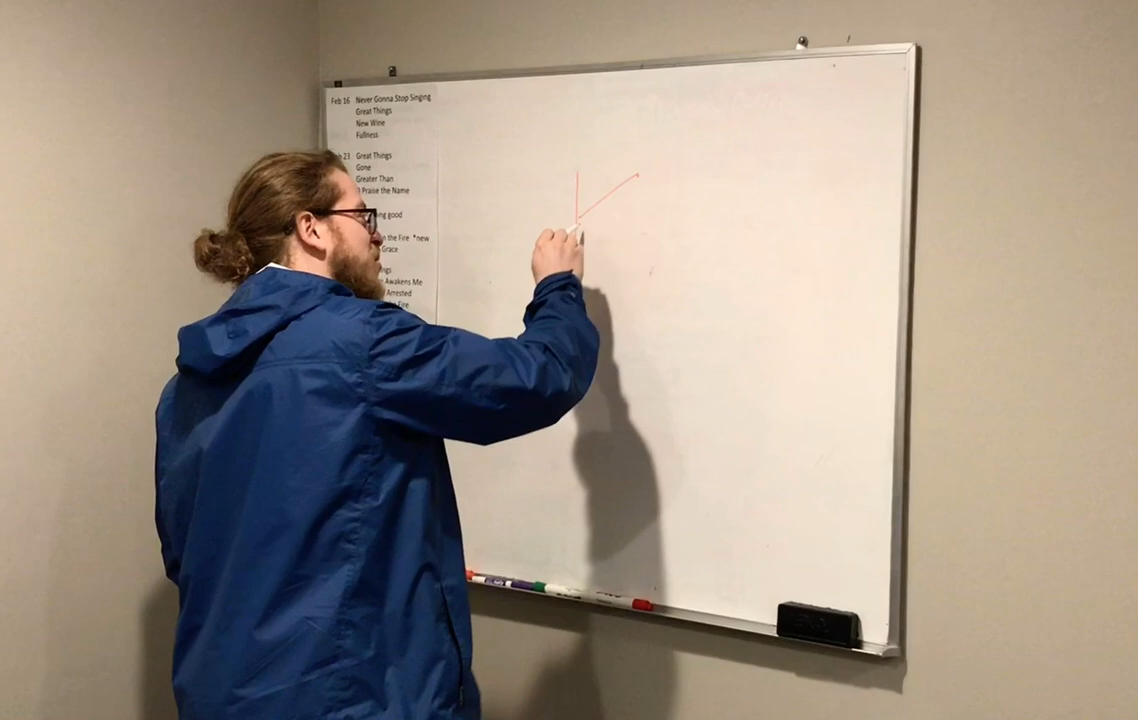 Feb 16 Never Gonna Stop Singing
Great Things
New Wine
Fullness
23 Great Things
Gone
Greater Than
Praise the Name
good
in the Fire *new
Grace
Awakens Me
Arrested
Fire